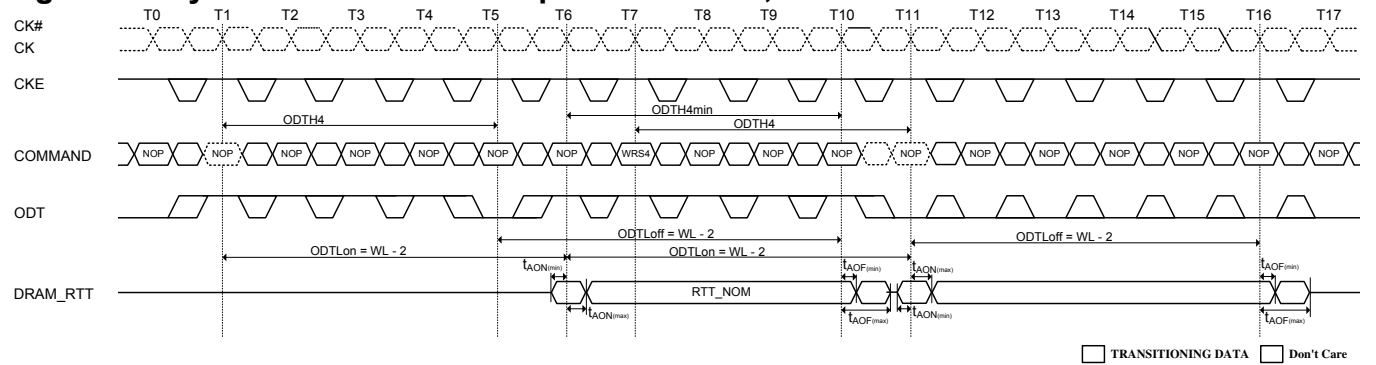 T0 T1 T2 T3 T4 T5 T6 T7 T8 T9 T10 T11 T12 T13 T14 T15 T16 T17
CK#
CK
CKE
ODTH4min
ODTH4 ODTH4
COMMAND NOP NOP NOP NOP NOP NOP NOP WRS4 NOP NOP NOP NOP NOP NOP NOP NOP NOP NOP
ODT
ODTLoff = WL - 2 ODTLoff = WL - 2
ODTLon = WL - 2 ODTLon = WL - 2
tAON(min) tAOF(min) tAON(max) tAOF(min)
DRAM_RTT RTT_NOM
tAON(max) tAOF(max) tAON(min) tAOF(max)
TRANSITIONING DATA Don't Care